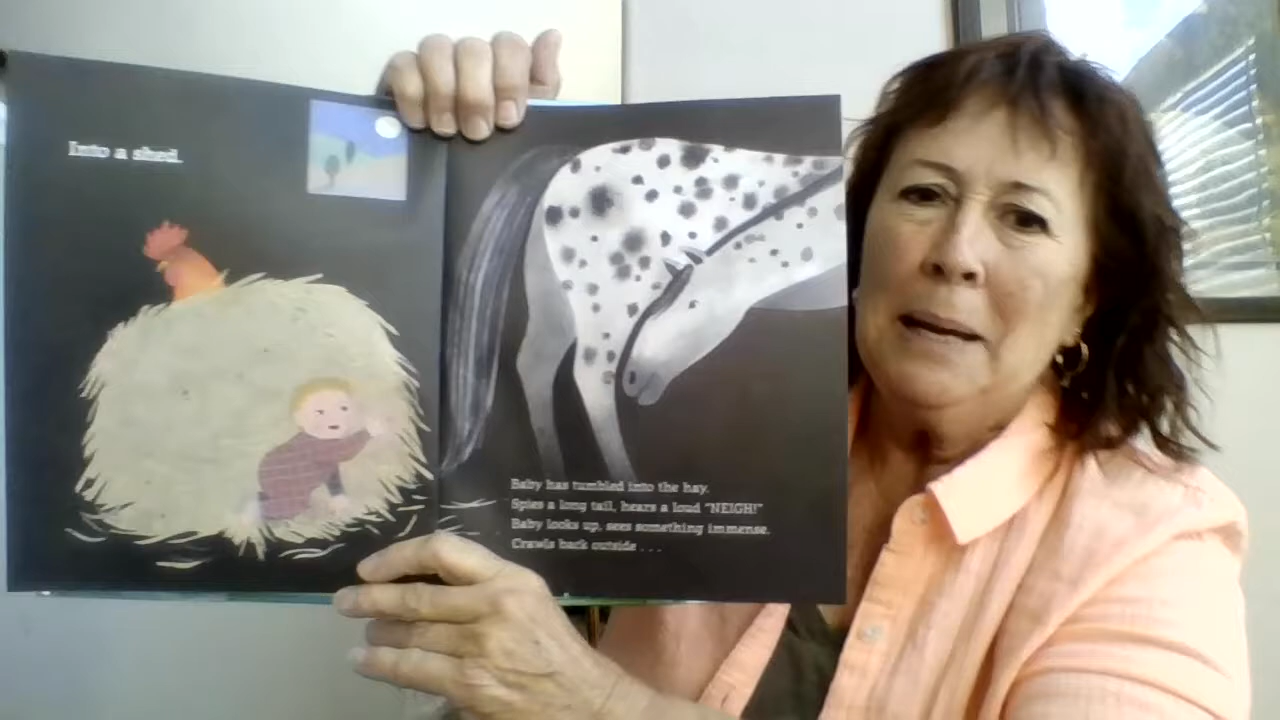 Into a shed.
Baby has tumbled into the hay.
Spies a long tail, hears a loud "NEIGH!"
Baby looks up, sees something immense.
Crawls back outside . . .